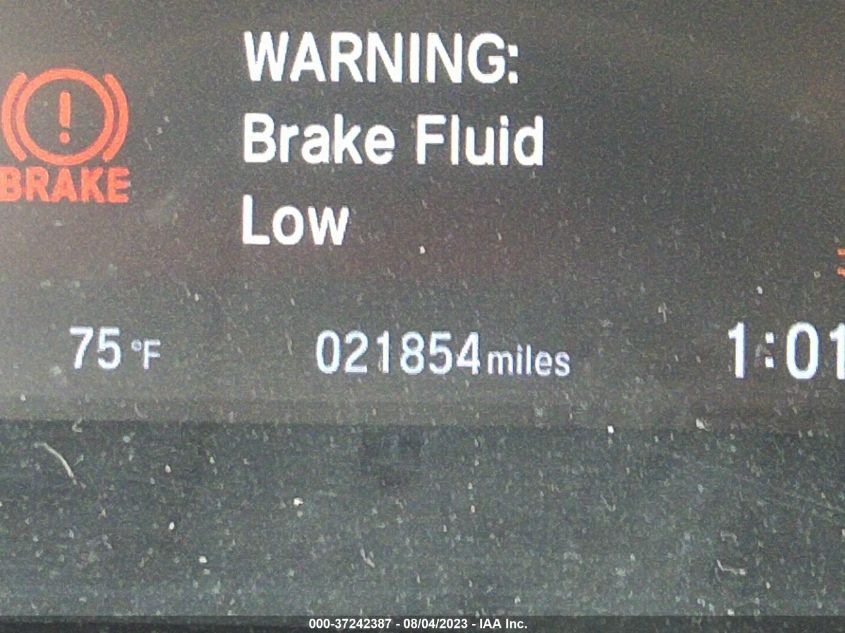 WARNING:
Brake Fluid
Low
BRAKE
75 °F 021854 miles 1:01
000-37242387 - 08/04/2023 - IAA Inc.